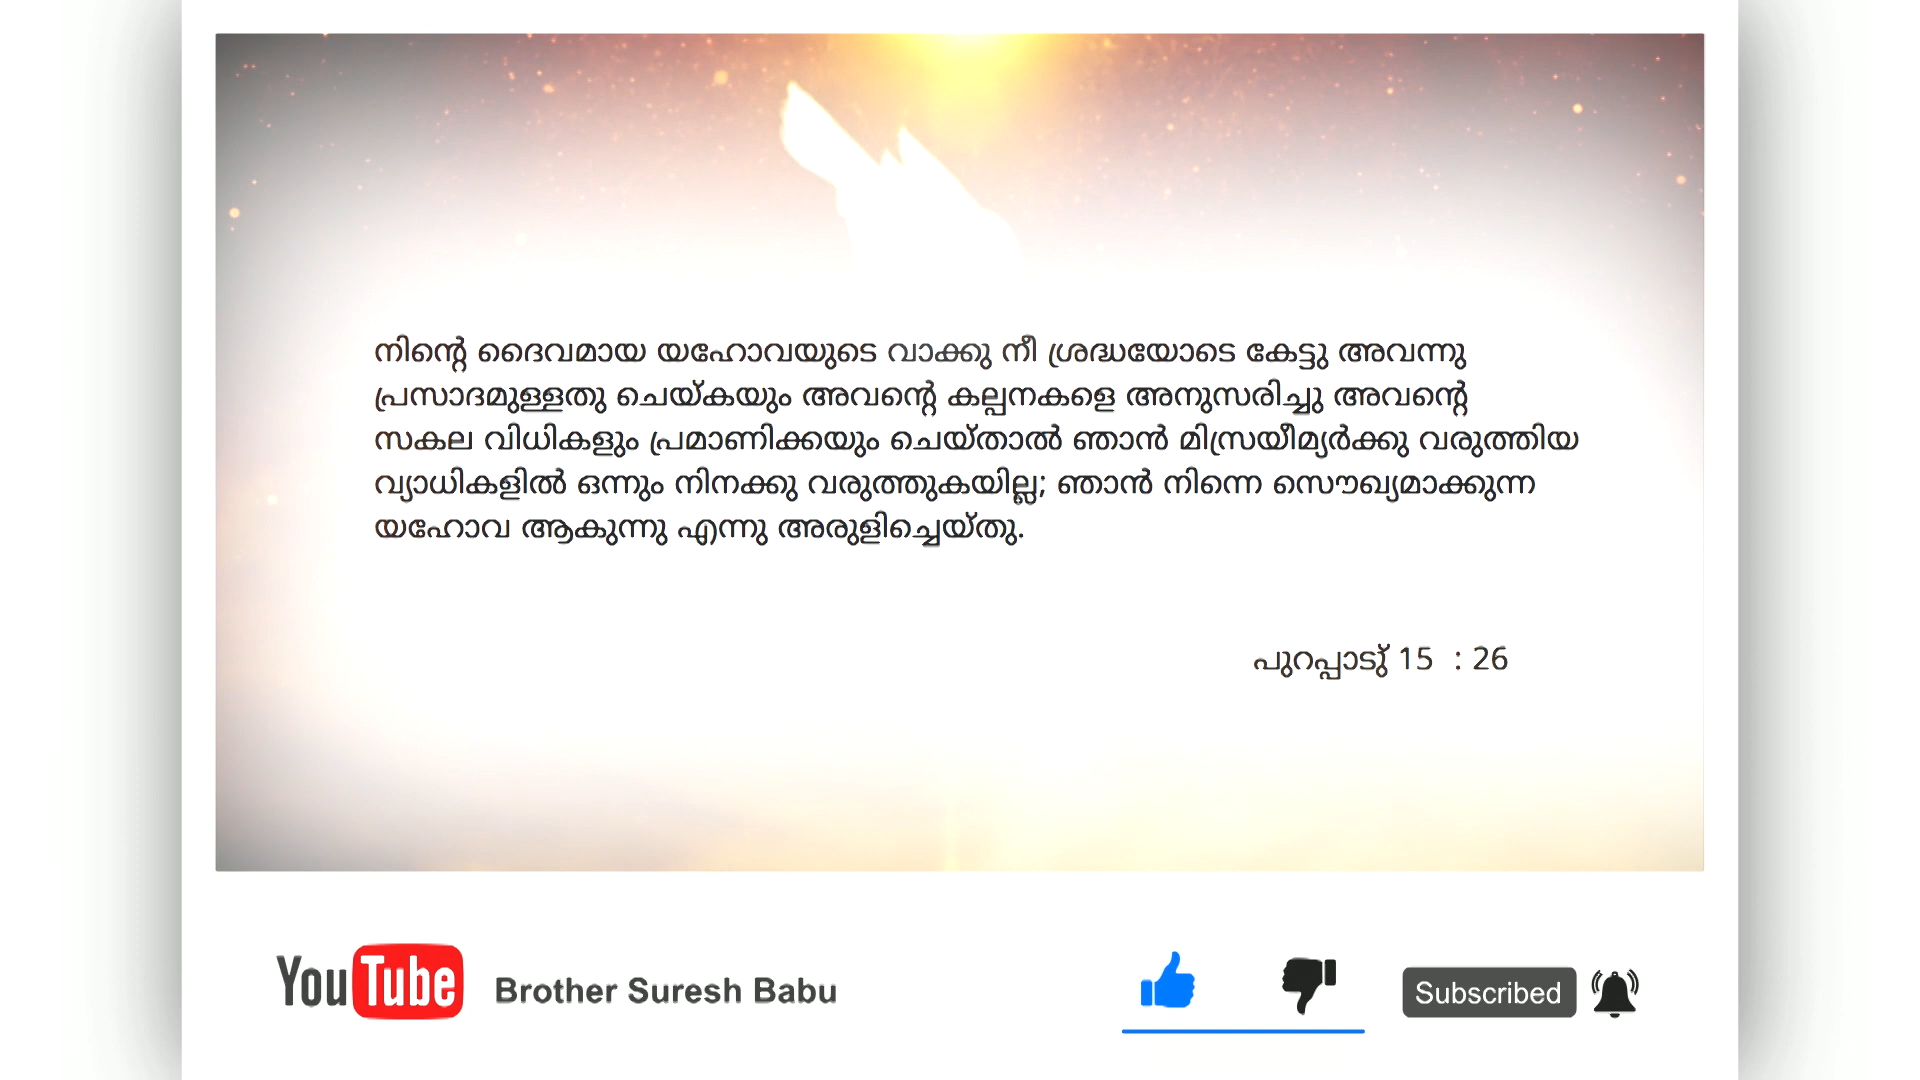 നിന്റെ ദൈവമായ യഹോവയുടെ വാക്കു നീ ശ്രദ്ധയോടെ കേട്ടു അവന്നു
പ്രസാദമുള്ളതു ചെയ്കയും അവന്റെ കല്പനകളെ അനുസരിച്ചു അവന്റെ
സകല വിധികളും പ്രമാണിക്കയും ചെയ്താൽ ഞാൻ മിസ്രയീമ്യർക്കു വരുത്തിയ
വ്യാധികളിൽ ഒന്നും നിനക്കു വരുത്തുകയില്ല; ഞാൻ നിന്നെ സൌഖ്യമാക്കുന്ന
യഹോവ ആകുന്നു എന്നു അരുളിച്ചെയ്തു.
പുറപ്പാടു് 15 : 26
YouTube Brother Suresh Babu Subscribed